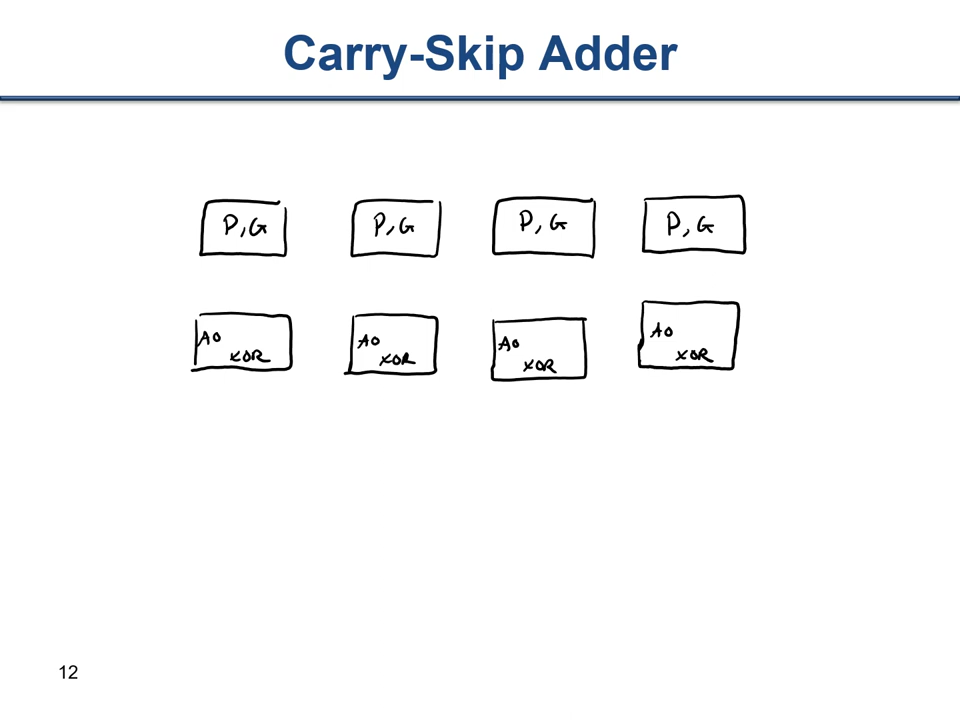 Carry-Skip Adder
P,G P,G P,G P,G
AO AO AO AO
XOR XOR XOR XOR
12